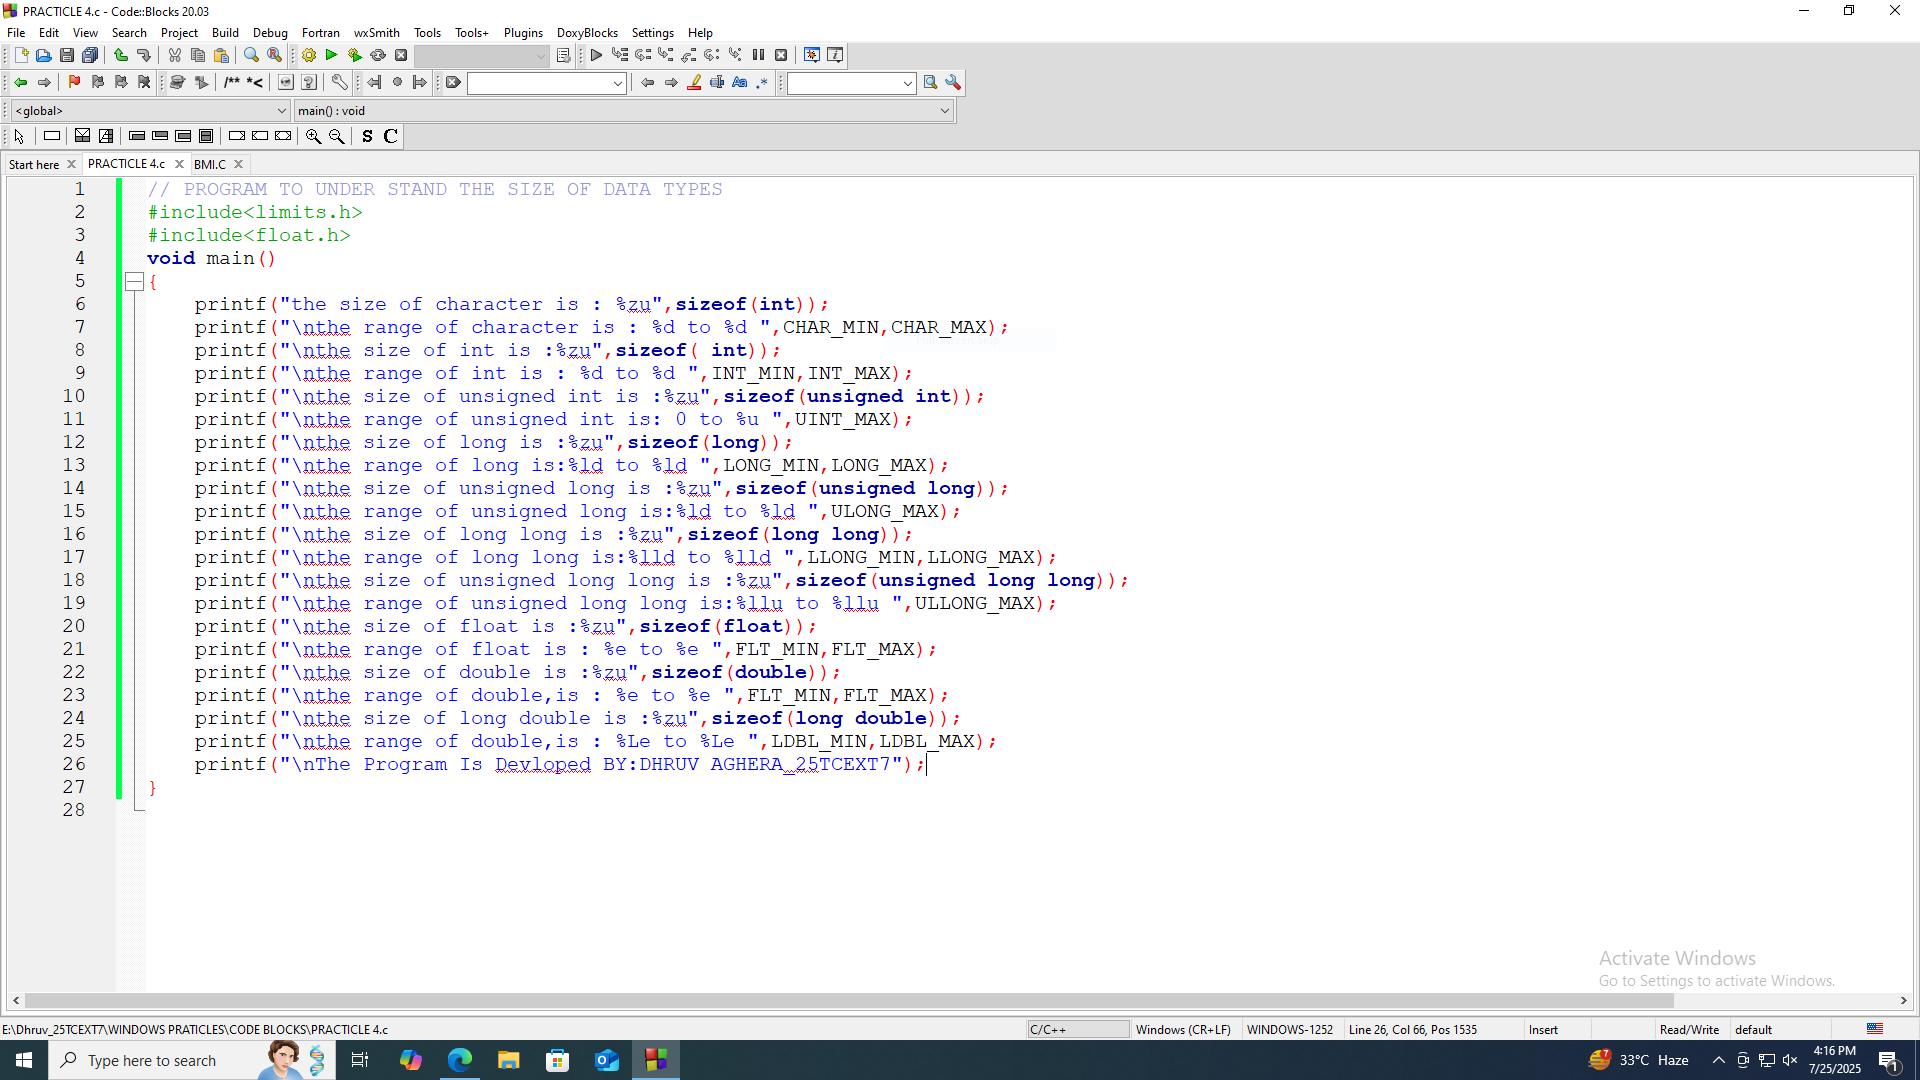 PRACTICLE 4.c - Code::Blocks 20.03
File Edit View Search Project Build Debug Fortran wxSmith Tools Tools+ Plugins DoxyBlocks Settings Help
/** *<
Aa .*
<global> main() : void
S C
Start here PRACTICLE 4.c BMI.C
1 // PROGRAM TO UNDER STAND THE SIZE OF DATA TYPES
2 #include<limits.h>
3 #include<float.h>
4 void main()
5 {
6 printf("the size of character is : %zu",sizeof(int));
7 printf("\nthe range of character is : %d to %d ",CHAR_MIN,CHAR_MAX);
8 printf("\nthe size of int is :%zu",sizeof( int));
9 printf("\nthe range of int is : %d to %d ",INT_MIN,INT_MAX);
10 printf("\nthe size of unsigned int is :%zu",sizeof(unsigned int));
11 printf("\nthe range of unsigned int is: 0 to %u ",UINT_MAX);
12 printf("\nthe size of long is :%zu",sizeof(long));
13 printf("\nthe range of long is:%ld to %ld ",LONG_MIN,LONG_MAX);
14 printf("\nthe size of unsigned long is :%zu",sizeof(unsigned long));
15 printf("\nthe range of unsigned long is:%ld to %ld ",ULONG_MAX);
16 printf("\nthe size of long long is :%zu",sizeof(long long));
17 printf("\nthe range of long long is:%lld to %lld ",LLONG_MIN,LLONG_MAX);
18 printf("\nthe size of unsigned long long is :%zu",sizeof(unsigned long long));
19 printf("\nthe range of unsigned long long is:%llu to %llu ",ULLONG_MAX);
20 printf("\nthe size of float is :%zu",sizeof(float));
21 printf("\nthe range of float is : %e to %e ",FLT_MIN,FLT_MAX);
22 printf("\nthe size of double is :%zu",sizeof(double));
23 printf("\nthe range of double,is : %e to %e ",FLT_MIN,FLT_MAX);
24 printf("\nthe size of long double is :%zu",sizeof(long double));
25 printf("\nthe range of double,is : %Le to %Le ",LDBL_MIN,LDBL_MAX);
26 printf("\nThe Program Is Devloped BY:DHRUV AGHERA_25TCEXT7");
27 }
28
Activate Windows
Go to Settings to activate Windows.
E:\Dhruv_25TCEXT7\WINDOWS PRATICLES\CODE BLOCKS\PRACTICLE 4.c C/C++ Windows (CR+LF) WINDOWS-1252 Line 26, Col 66, Pos 1535 Insert Read/Write default
Type here to search 7 33°C Haze 4:16 PM
7/25/2025 1